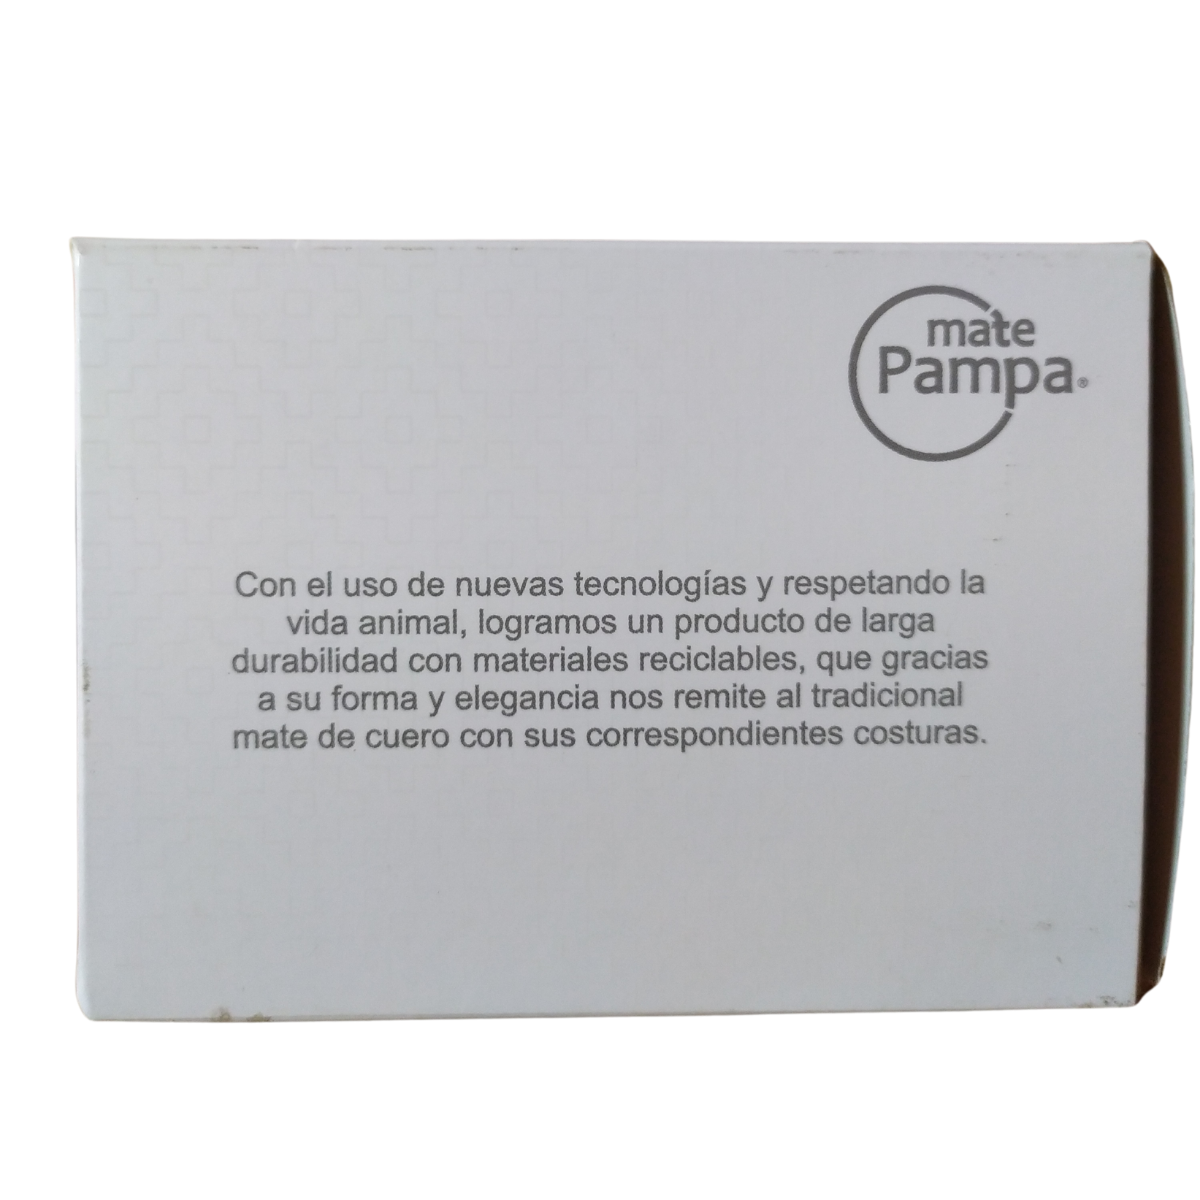 mate
Pampa®
Con el uso de nuevas tecnologías y respetando la
vida animal, logramos un producto de larga
durabilidad con materiales reciclables, que gracias
a su forma y elegancia nos remite al tradicional
mate de cuero con sus correspondientes costuras.